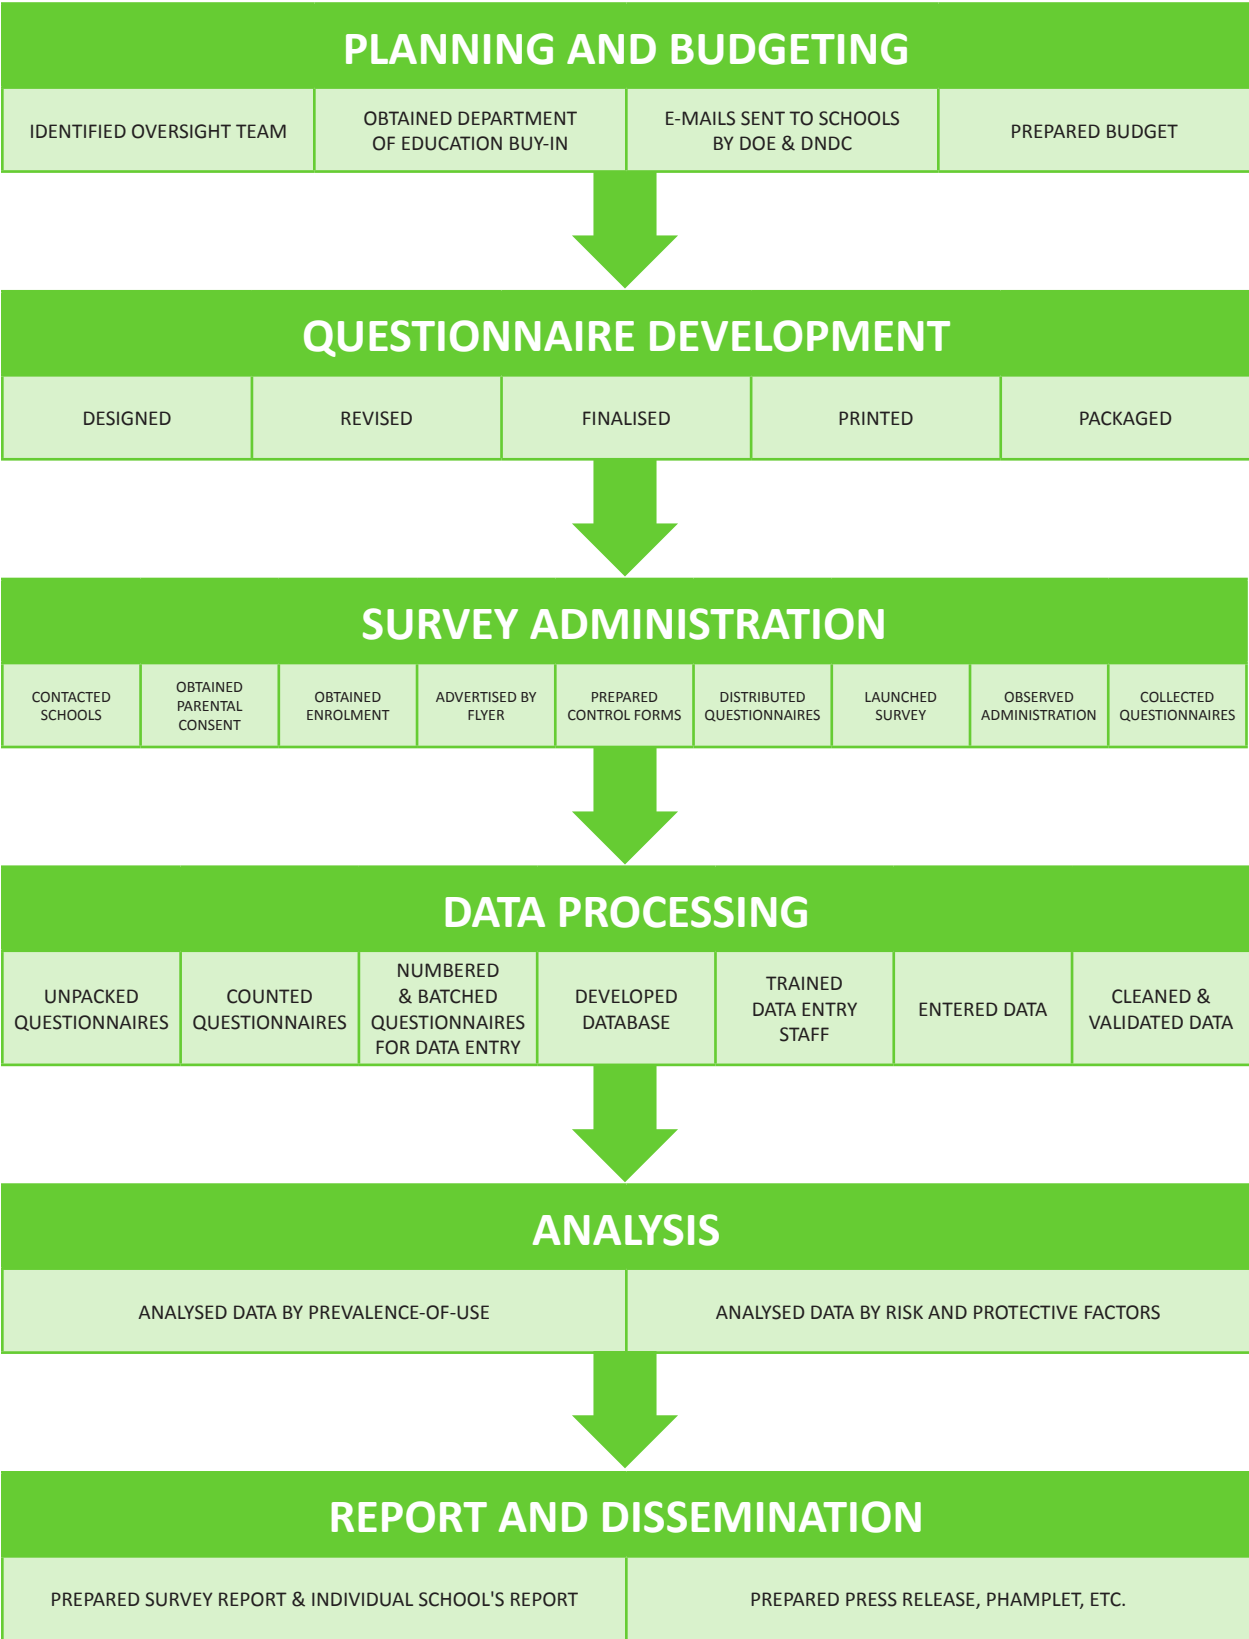 PLANNING AND BUDGETING
IDENTIFIED OVERSIGHT TEAM
OBTAINED DEPARTMENT
OF EDUCATION BUY-IN
E-MAILS SENT TO SCHOOLS
BY DOE & DNDC
PREPARED BUDGET
QUESTIONNAIRE DEVELOPMENT
DESIGNED
REVISED
FINALISED
PRINTED
PACKAGED
SURVEY ADMINISTRATION
CONTACTED
SCHOOLS
OBTAINED
PARENTAL
CONSENT
OBTAINED
ENROLMENT
ADVERTISED BY
FLYER
PREPARED
CONTROL FORMS
DISTRIBUTED
QUESTIONNAIRES
LAUNCHED
SURVEY
OBSERVED
ADMINISTRATION
COLLECTED
QUESTIONNAIRES
DATA PROCESSING
UNPACKED
QUESTIONNAIRES
COUNTED
QUESTIONNAIRES
NUMBERED
& BATCHED
QUESTIONNAIRES
FOR DATA ENTRY
DEVELOPED
DATABASE
TRAINED
DATA ENTRY
STAFF
ENTERED DATA
CLEANED &
VALIDATED DATA
ANALYSIS
ANALYSED DATA BY PREVALENCE-OF-USE
ANALYSED DATA BY RISK AND PROTECTIVE FACTORS
REPORT AND DISSEMINATION
PREPARED SURVEY REPORT & INDIVIDUAL SCHOOL'S REPORT
PREPARED PRESS RELEASE, PHAMPLET, ETC.